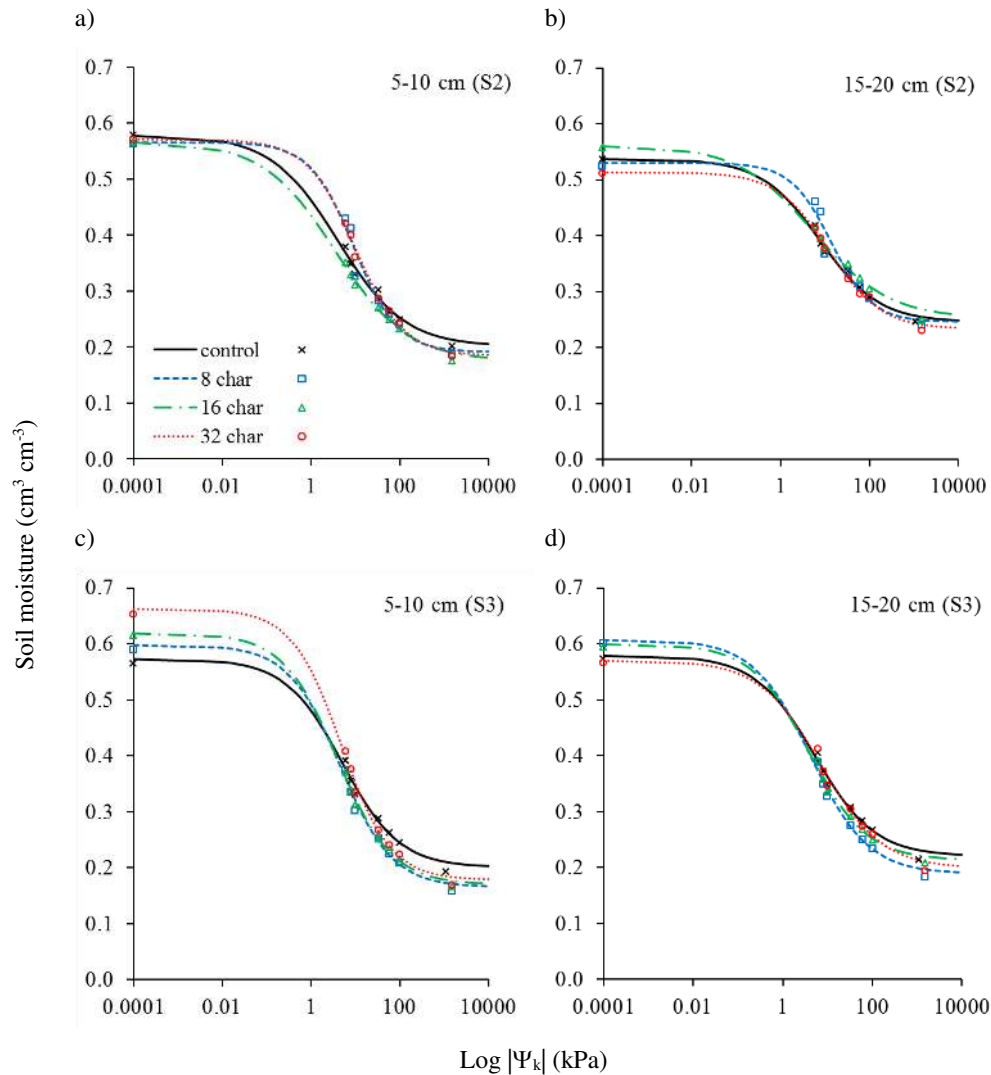 a)
0.7
0.6
0.5
0.4
0.3
0.2
0.1
0.0
5-10 cm (S2)
control
8 char
16 char
32 char
0.0001 0.01 1 100 10000
b)
0.7
0.6
0.5
0.4
0.3
0.2
0.1
0.0
15-20 cm (S2)
0.0001 0.01 1 100 10000
Soil moisture (cm³ cm⁻³)
c)
0.7
0.6
0.5
0.4
0.3
0.2
0.1
0.0
5-10 cm (S3)
0.0001 0.01 1 100 10000
d)
0.7
0.6
0.5
0.4
0.3
0.2
0.1
0.0
15-20 cm (S3)
0.0001 0.01 1 100 10000
Log |Ψₖ| (kPa)